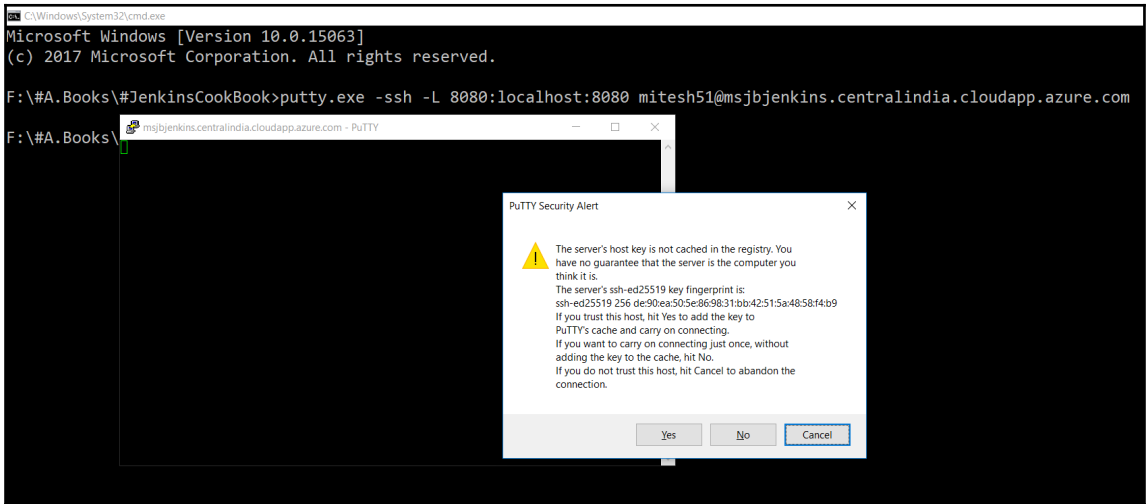 C:\Windows\System32\cmd.exe
Microsoft Windows [Version 10.0.15063]
(c) 2017 Microsoft Corporation. All rights reserved.
F:\#A.Books\#JenkinsCookBook>putty.exe -ssh -L 8080:localhost:8080 mitesh51@msjbjenkins.centralindia.cloudapp.azure.com
F:\#A.Books\
msjbjenkins.centralindia.cloudapp.azure.com - PuTTY
PuTTY Security Alert
The server's host key is not cached in the registry. You
have no guarantee that the server is the computer you
think it is.
The server's ssh-ed25519 key fingerprint is:
ssh-ed25519 256 de:90:ea:50:5e:86:98:31:bb:42:51:5a:48:58:f4:b9
If you trust this host, hit Yes to add the key to
PuTTY's cache and carry on connecting.
If you want to carry on connecting just once, without
adding the key to the cache, hit No.
If you do not trust this host, hit Cancel to abandon the
connection.
Yes No Cancel